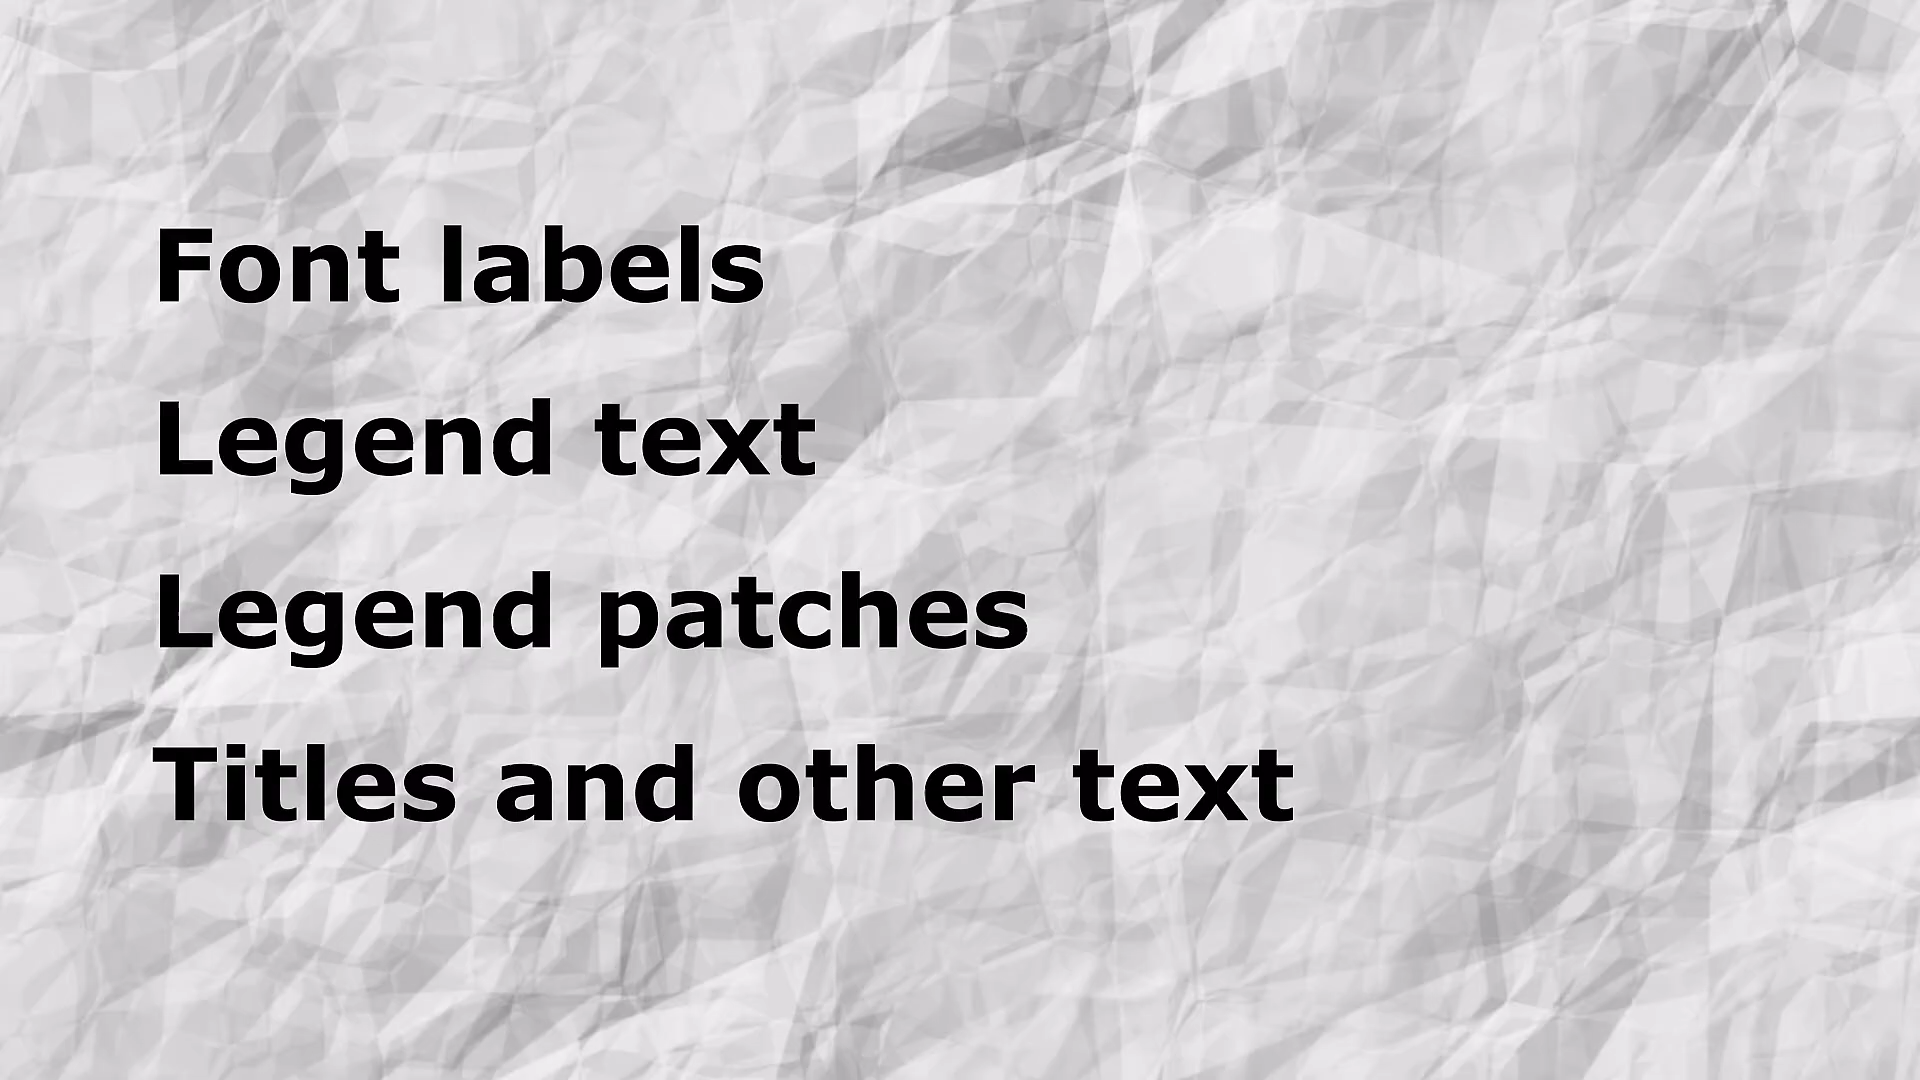 Font labels
Legend text
Legend patches
Titles and other text